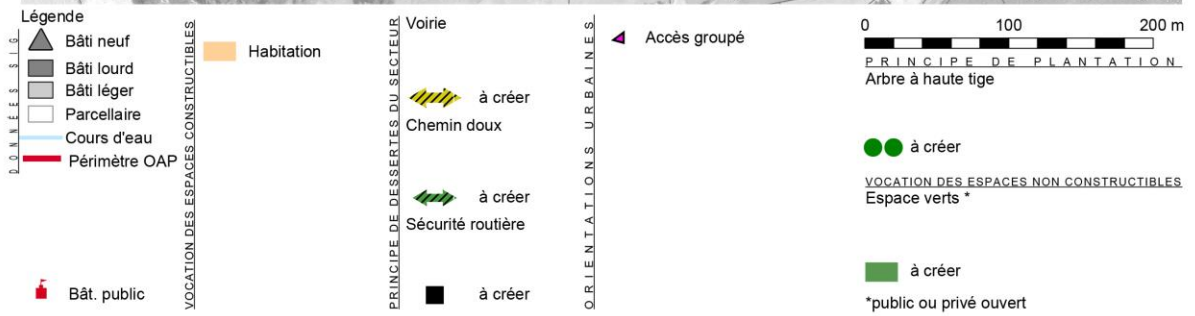 Légende
DONNEES SIG
Bâti neuf
Bâti lourd
Bâti léger
Parcellaire
Cours d'eau
Périmètre OAP
Bât. public
VOCATION DES ESPACES CONSTRUCTIBLES
Habitation
PRINCIPE DE DESSERTES DU SECTEUR
Voirie
à créer
Chemin doux
à créer
Sécurité routière
à créer
ORIENTATIONS URBAINES
Accès groupé
0 100 200 m
PRINCIPE DE PLANTATION
Arbre à haute tige
à créer
VOCATION DES ESPACES NON CONSTRUCTIBLES
Espace verts *
à créer
*public ou privé ouvert